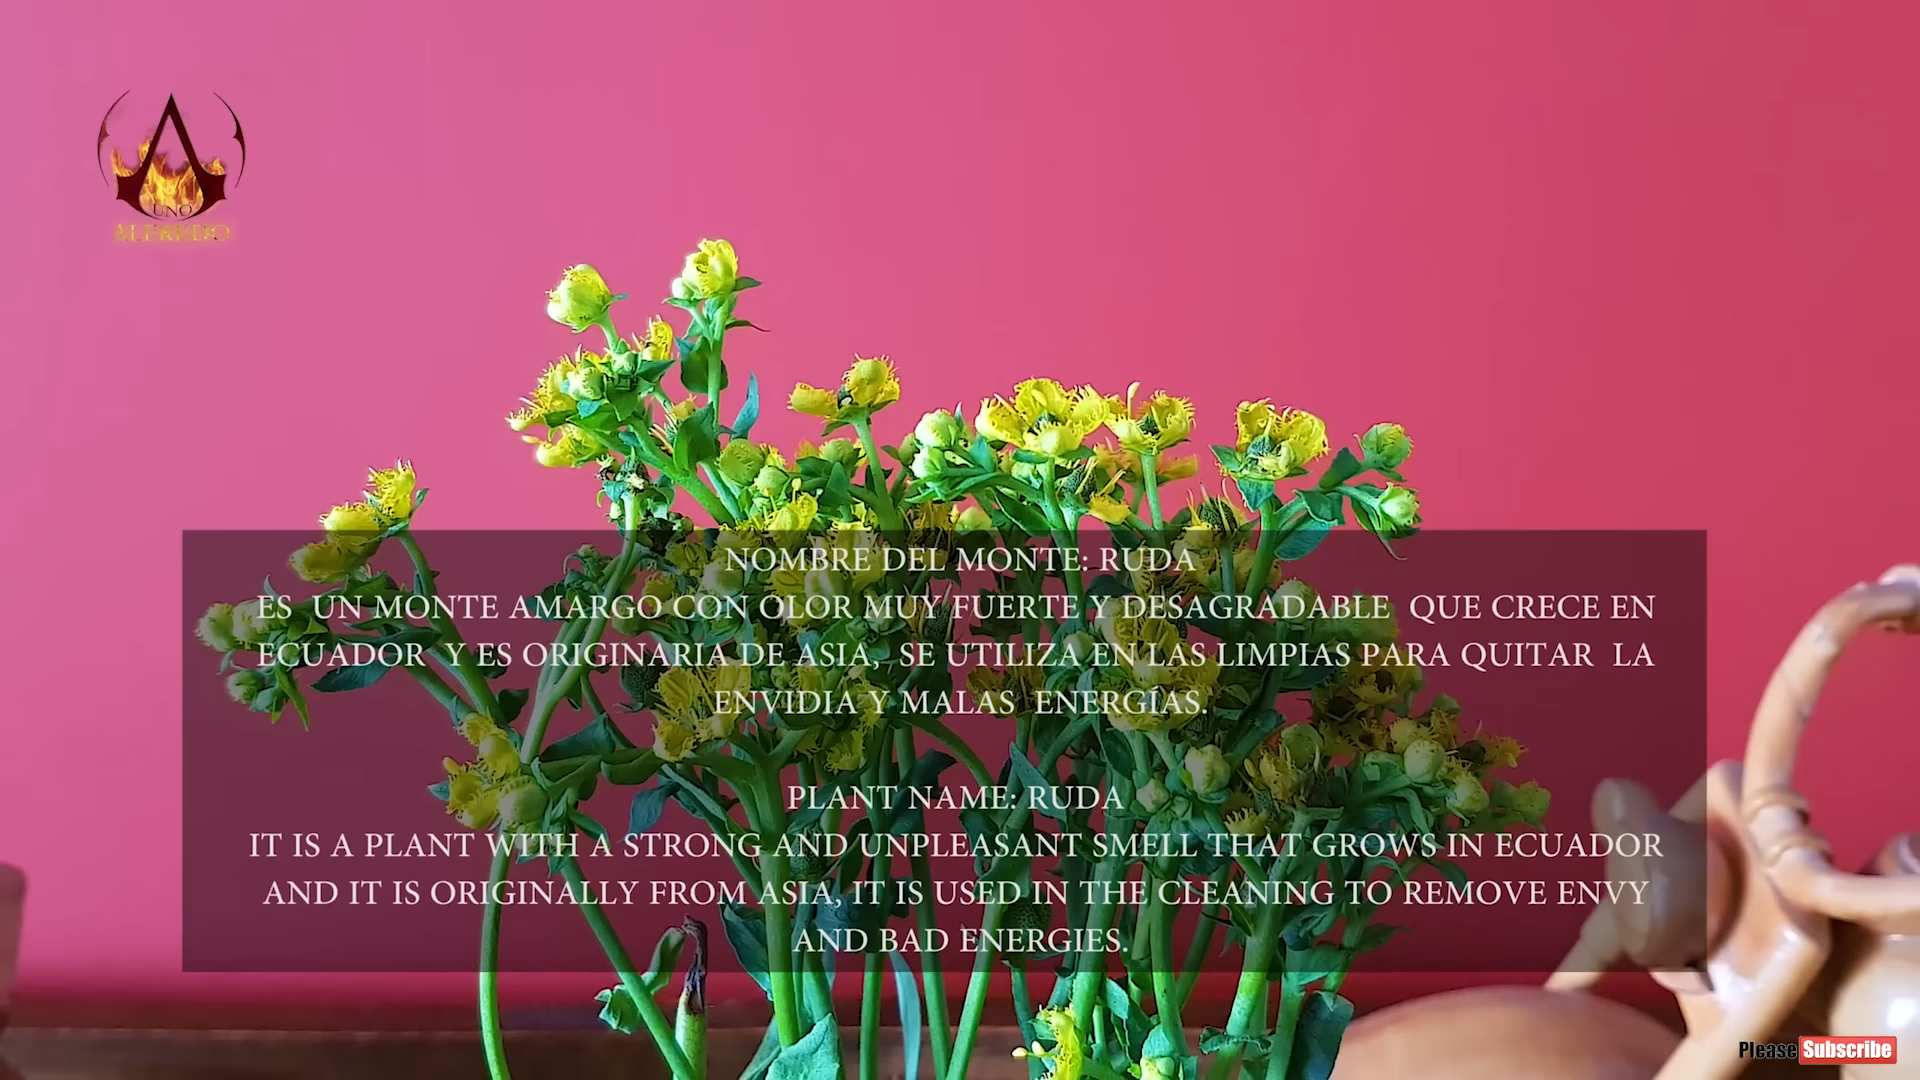 UNO
ALFREDO
NOMBRE DEL MONTE: RUDA
ES UN MONTE AMARGO CON OLOR MUY FUERTE Y DESAGRADABLE QUE CRECE EN
ECUADOR Y ES ORIGINARIA DE ASIA, SE UTILIZA EN LAS LIMPIAS PARA QUITAR LA
ENVIDIA Y MALAS ENERGÍAS.
PLANT NAME: RUDA
IT IS A PLANT WITH A STRONG AND UNPLEASANT SMELL THAT GROWS IN ECUADOR
AND IT IS ORIGINALLY FROM ASIA, IT IS USED IN THE CLEANING TO REMOVE ENVY
AND BAD ENERGIES.
Please Subscribe